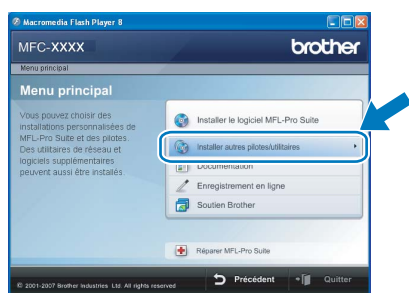 Macromedia Flash Player 8
MFC-XXXX
brother
Menu principal
Menu principal
Vous pouvez choisir des
installations personnalisées de
MFL-Pro Suite et des pilotes.
Des utilitaires de réseau et
logiciels supplémentaires
peuvent aussi être installés
Installer le logiciel MFL-Pro Suite
Installer autres pilotes/utilitaires
Documentation
Enregistrement en ligne
Soutien Brother
Réparer MFL-Pro Suite
© 2001-2007 Brother Industries Ltd. All rights reserved
Précédent
Quitter